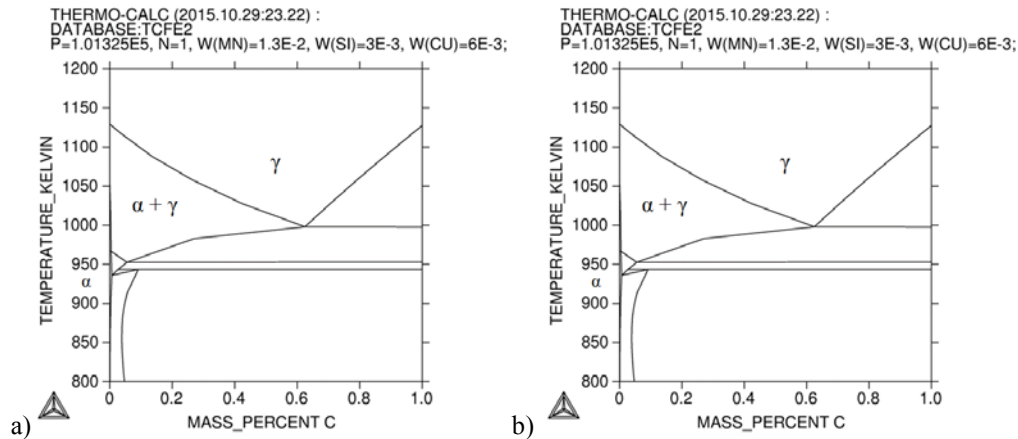 THERMO-CALC (2015.10.29:23.22) :
DATABASE:TCFE2
P=1.01325E5, N=1, W(MN)=1.3E-2, W(SI)=3E-3, W(CU)=6E-3;
1200
1150
1100
1050
1000
950
900
850
800
TEMPERATURE_KELVIN
γ
α + γ
α
0
0.2
0.4
0.6
0.8
1.0
MASS_PERCENT C
a)
THERMO-CALC (2015.10.29:23.22) :
DATABASE:TCFE2
P=1.01325E5, N=1, W(MN)=1.3E-2, W(SI)=3E-3, W(CU)=6E-3;
1200
1150
1100
1050
1000
950
900
850
800
TEMPERATURE_KELVIN
γ
α + γ
α
0
0.2
0.4
0.6
0.8
1.0
MASS_PERCENT C
b)